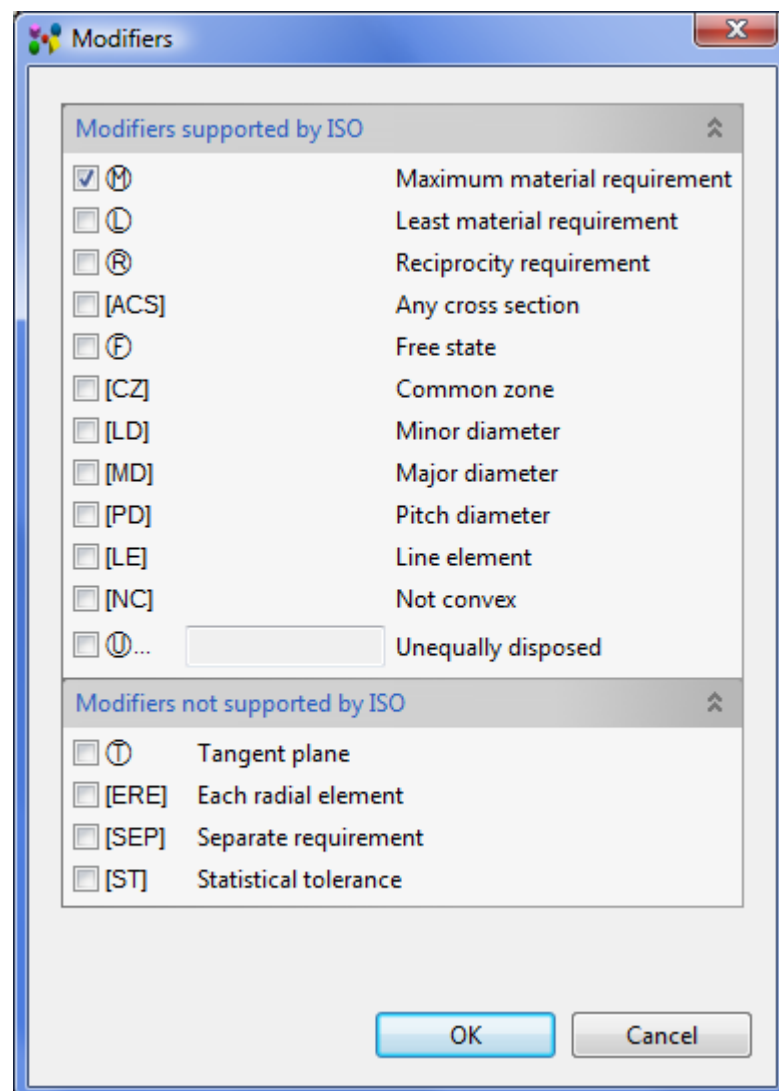 Modifiers
Modifiers supported by ISO
Ⓜ Maximum material requirement
Ⓛ Least material requirement
Ⓡ Reciprocity requirement
[ACS] Any cross section
Ⓕ Free state
[CZ] Common zone
[LD] Minor diameter
[MD] Major diameter
[PD] Pitch diameter
[LE] Line element
[NC] Not convex
Ⓤ... Unequally disposed
Modifiers not supported by ISO
Ⓣ Tangent plane
[ERE] Each radial element
[SEP] Separate requirement
[ST] Statistical tolerance
OK Cancel